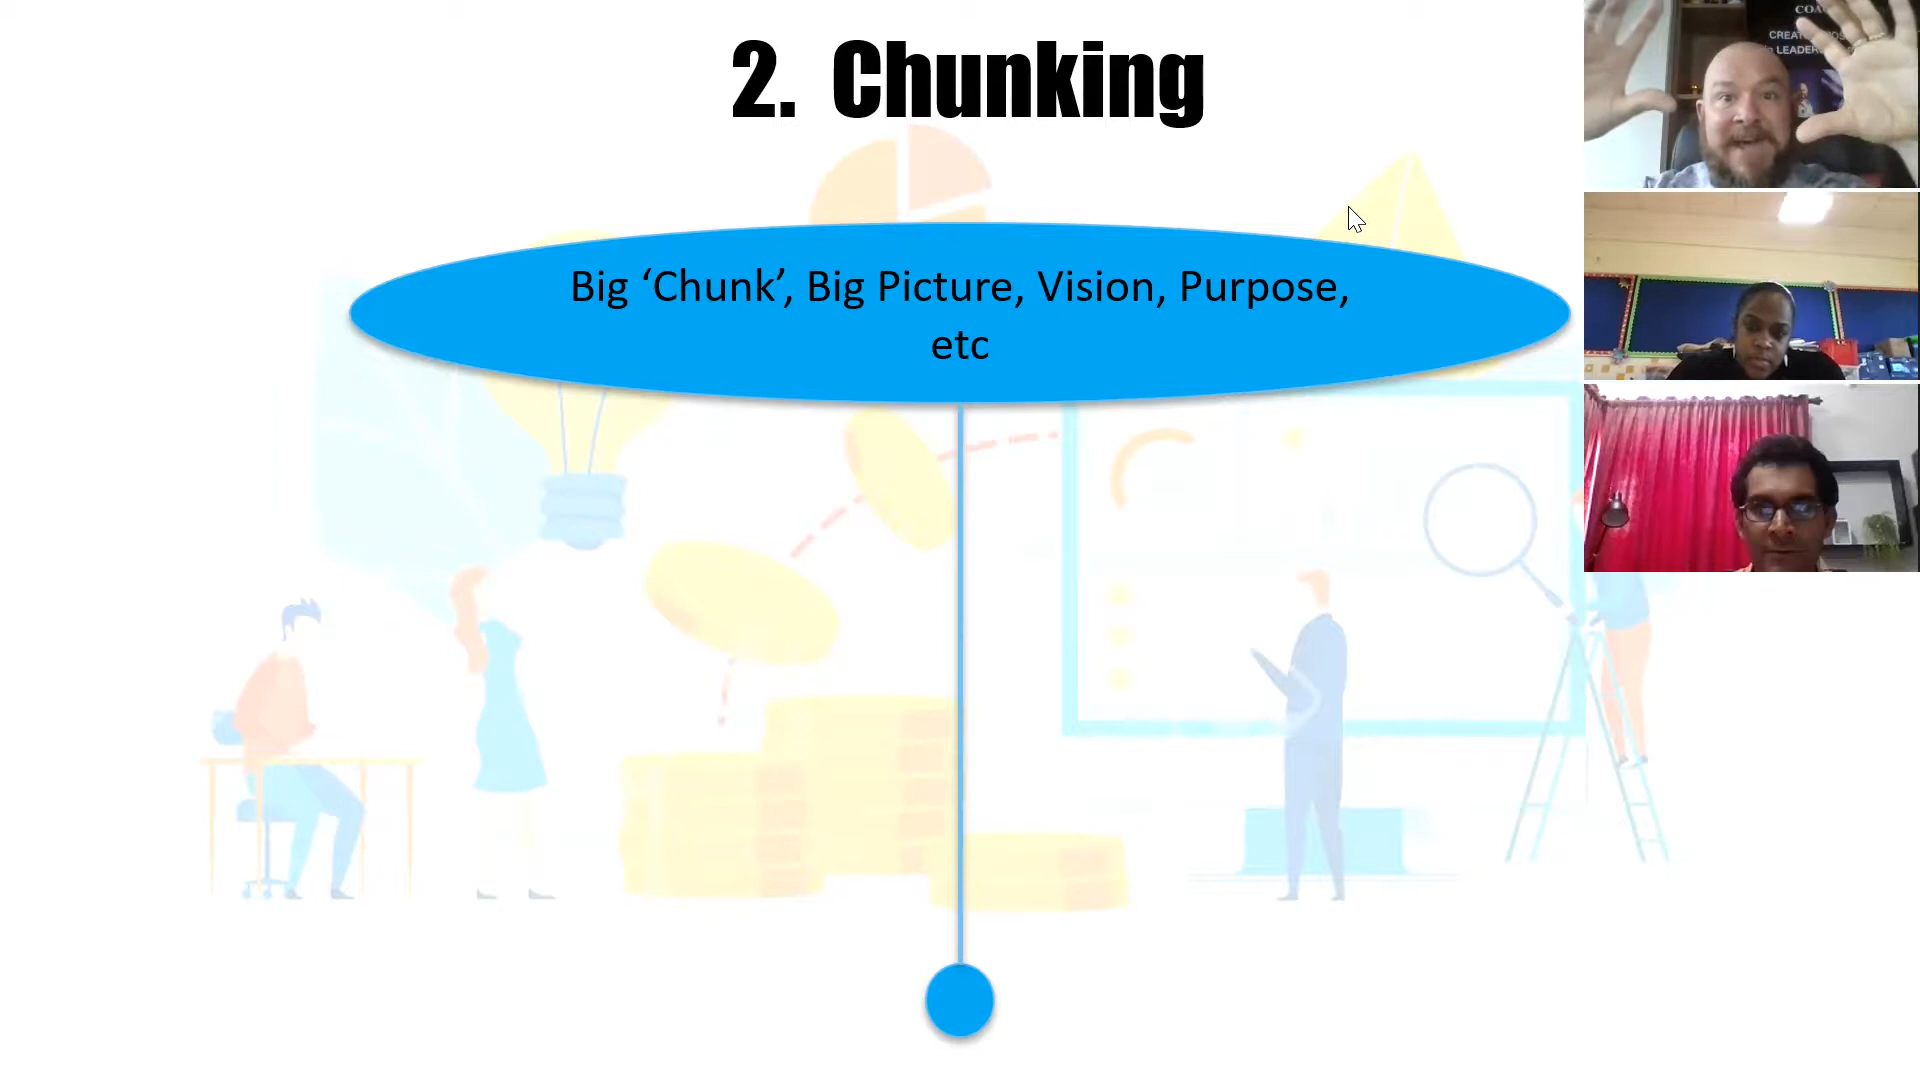 2. Chunking
Big ‘Chunk’, Big Picture, Vision, Purpose,
etc